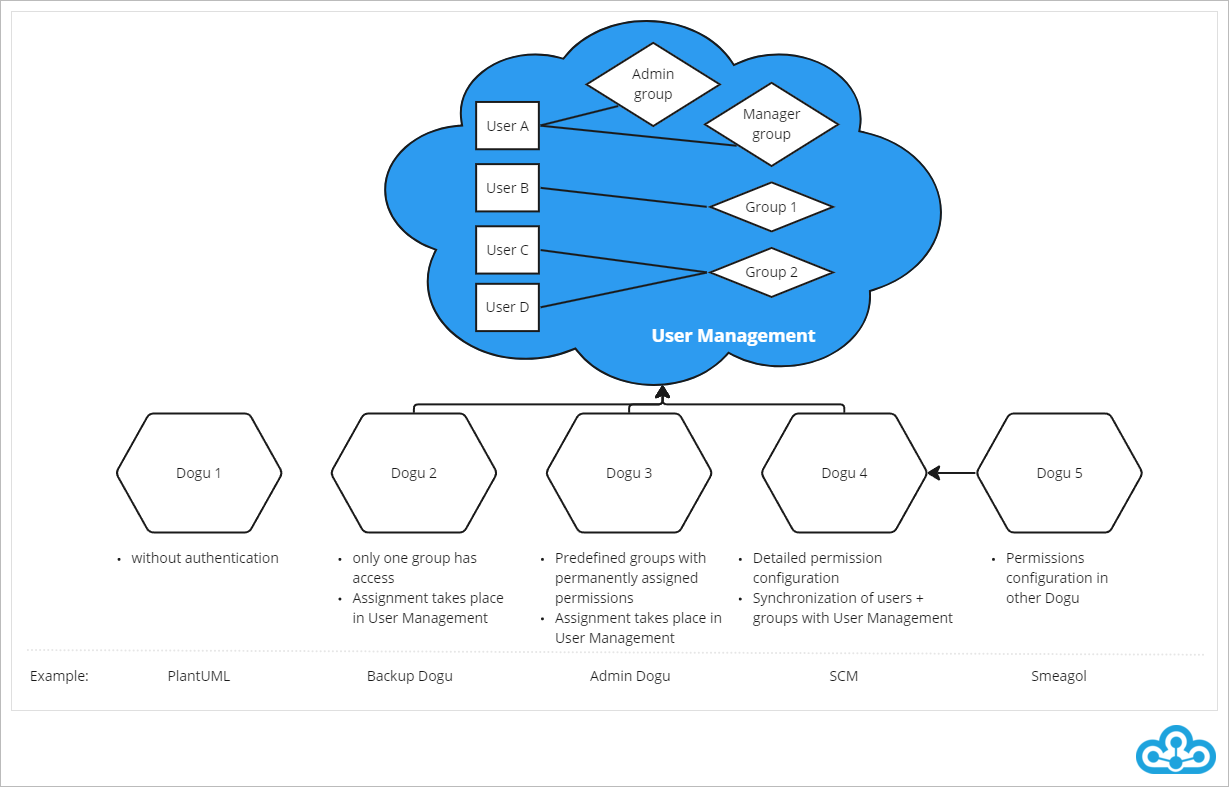 Admin
group
Manager
group
User A
User B
Group 1
User C
Group 2
User D
User Management
Dogu 1
Dogu 2
Dogu 3
Dogu 4
Dogu 5
• without authentication
• only one group has
access
• Assignment takes place
in User Management
• Predefined groups with
permanently assigned
permissions
• Assignment takes place in
User Management
• Detailed permission
configuration
• Synchronization of users +
groups with User Management
• Permissions
configuration in
other Dogu
Example:
PlantUML
Backup Dogu
Admin Dogu
SCM
Smeagol